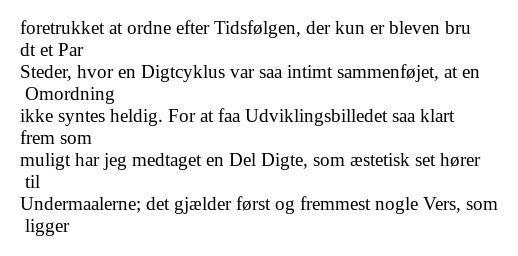 foretrukket at ordne efter Tidsfølgen, der kun er bleven bru
dt et Par
Steder, hvor en Digtcyklus var saa intimt sammenføjet, at en
Omordning
ikke syntes heldig. For at faa Udviklingsbilledet saa klart
frem som
muligt har jeg medtaget en Del Digte, som æstetisk set hører
til
Undermaalerne; det gjælder først og fremmest nogle Vers, som
ligger